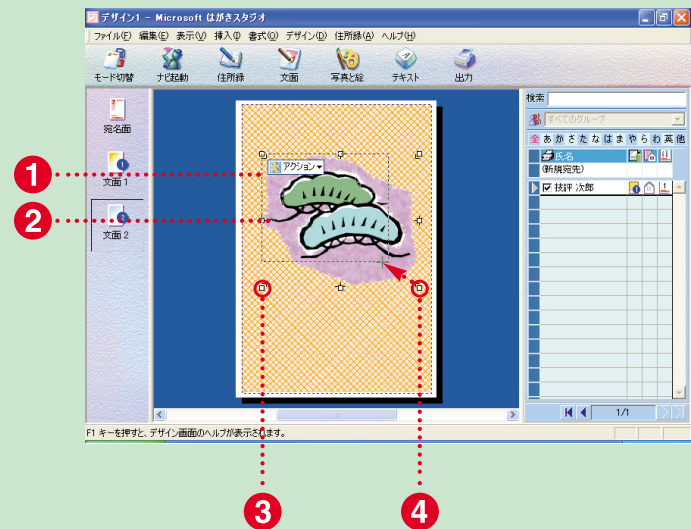 デザイン1 - Microsoft はがきスタジオ
ファイル(F) 編集(E) 表示(V) 挿入(I) 書式(O) デザイン(D) 住所録(A) ヘルプ(H)
モード切替 ナビ起動 住所録 文面 写真と絵 テキスト 出力
宛名面
文面 1
文面 2
アクション
検索
すべてのグループ
全 あ か さ た な は ま や ら わ 英 他
氏名
(新規宛先)
技評 次郎
1/1
F1 キーを押すと、デザイン画面のヘルプが表示されます。
1
2
3
4